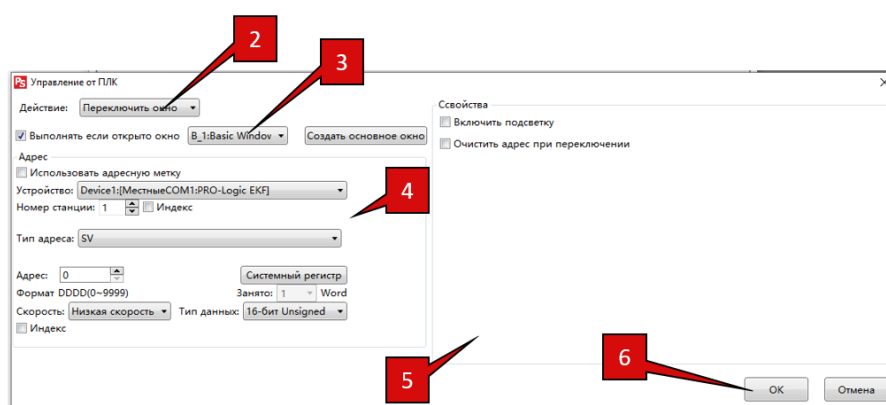 2
3
PS Управление от ПЛК
Действие: Переключить окно
Выполнять если открыто окно B_1:Basic Windov Создать основное окно
Адрес
Использовать адресную метку
Устройство: Device1:[МестныеCOM1:PRO-Logic EKF]
Номер станции: 1 Индекс
4
Тип адреса: SV
Адрес: 0 Системный регистр
Формат DDDD(0~9999) Занято: 1 Word
Скорость: Низкая скорость Тип данных: 16-бит Unsigned
Индекс
Ссвойства
Включить подсветку
Очистить адрес при переключении
5
6
OK Отмена